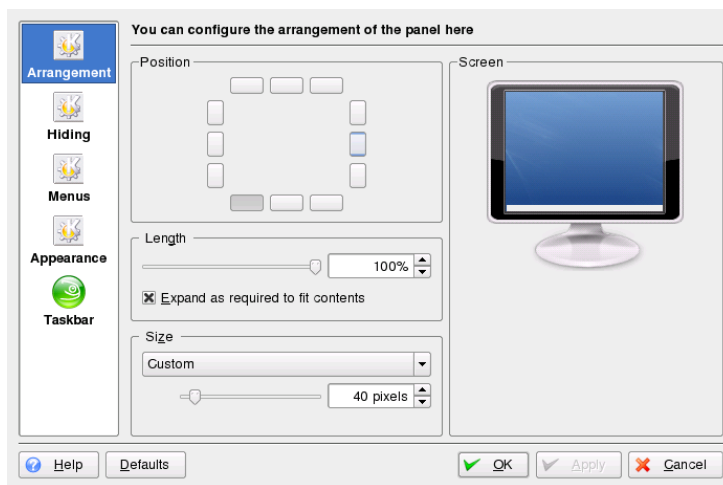 You can configure the arrangement of the panel here
Arrangement
Hiding
Menus
Appearance
Taskbar
Position
Screen
Length
100%
Expand as required to fit contents
Size
Custom
40 pixels
Help
Defaults
OK
Apply
Cancel